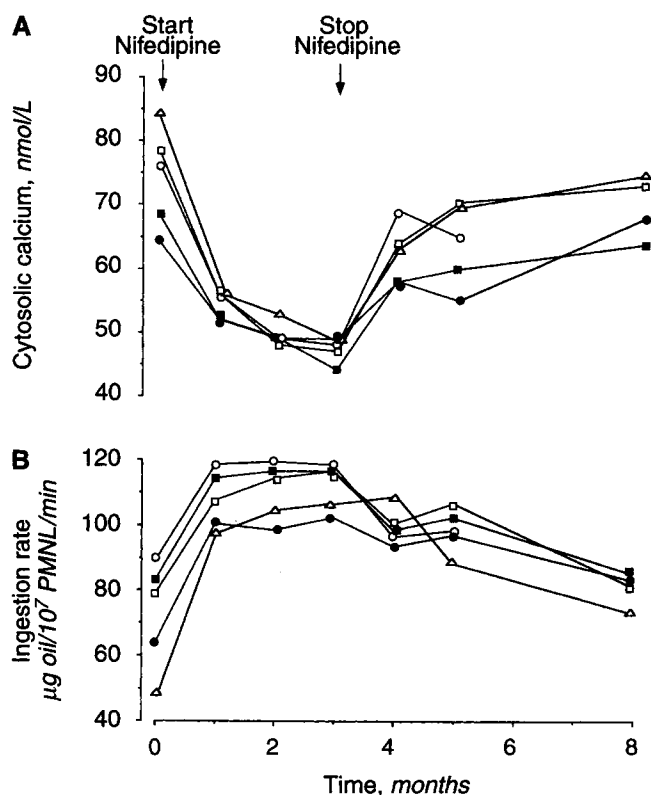 A
Start
Nifedipine
Stop
Nifedipine
90
80
70
60
50
40
Cytosolic calcium, nmol/L
B
120
100
80
60
40
Ingestion rate
µg oil/10⁷ PMNL/min
0 2 4 6 8
Time, months